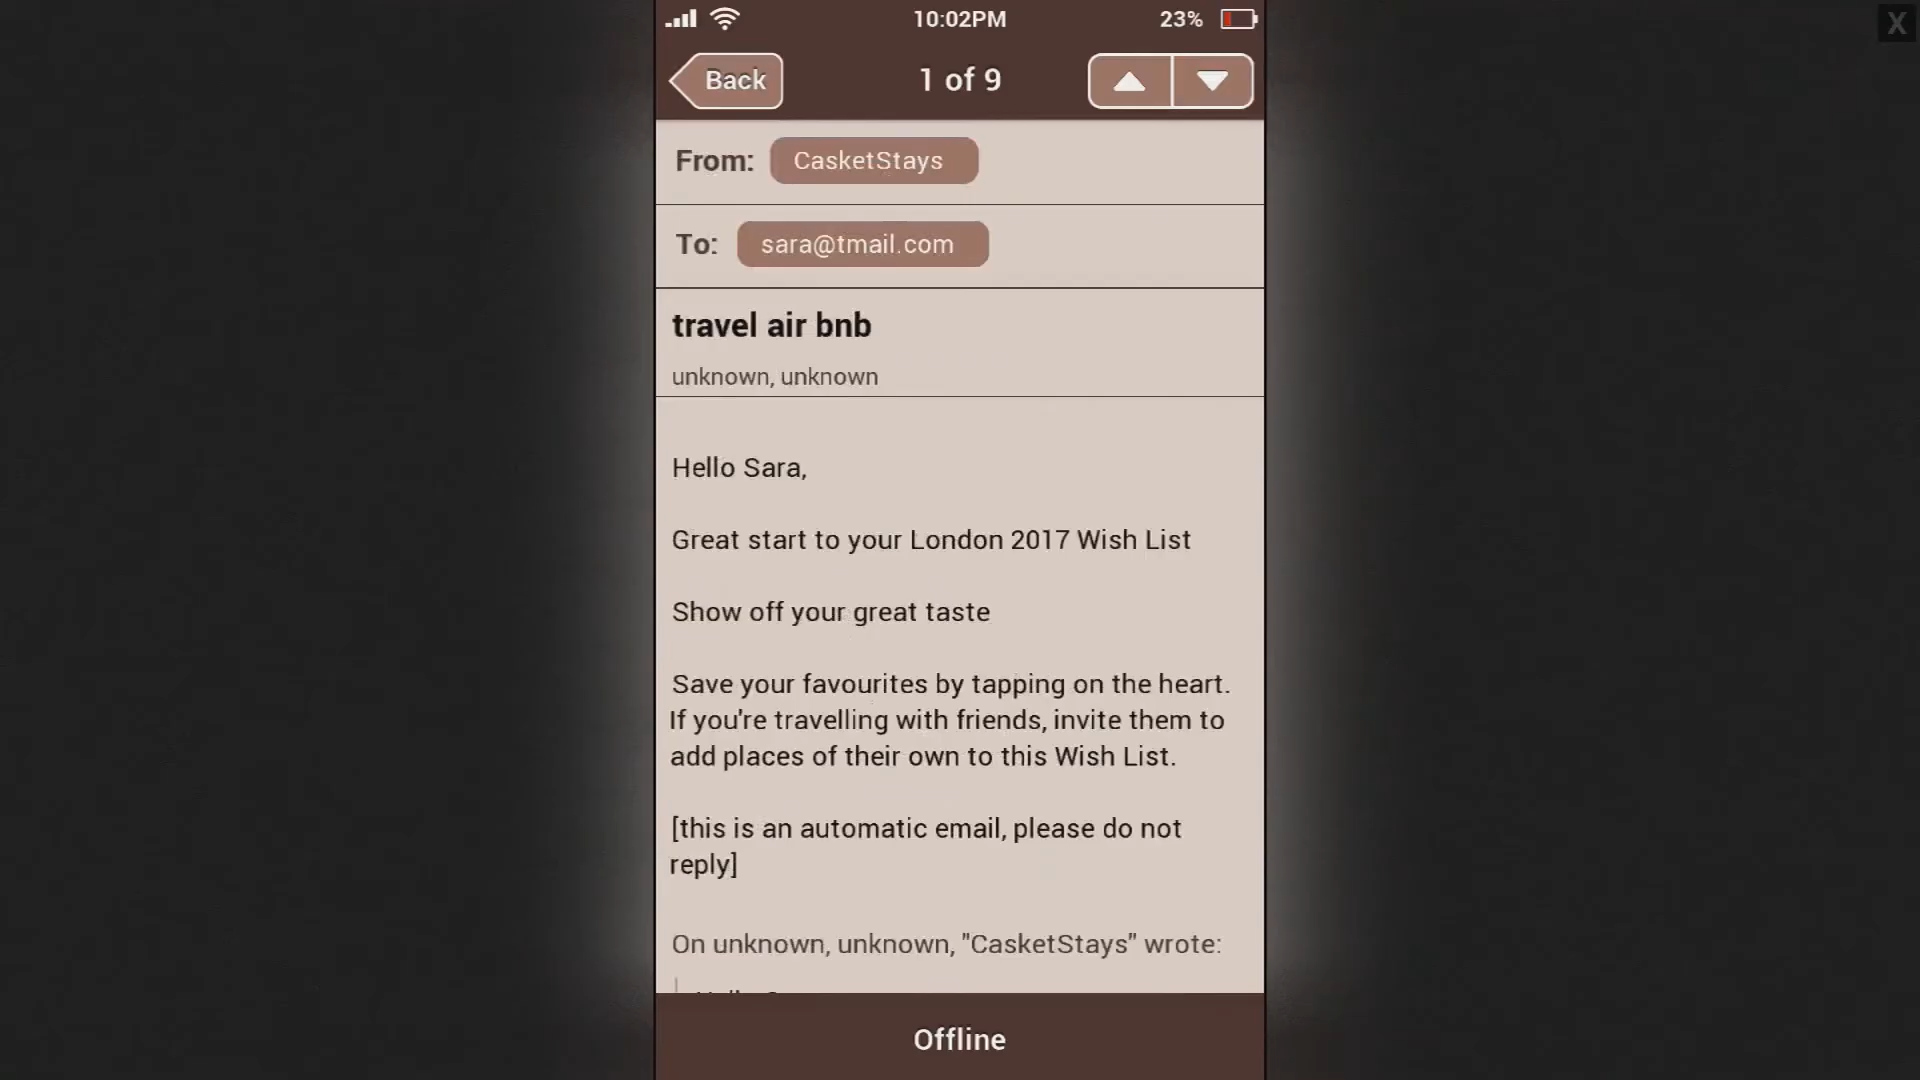 10:02PM
23%
X
Back
1 of 9
From: CasketStays
To: sara@tmail.com
travel air bnb
unknown, unknown
Hello Sara,
Great start to your London 2017 Wish List
Show off your great taste
Save your favourites by tapping on the heart.
If you're travelling with friends, invite them to
add places of their own to this Wish List.
[this is an automatic email, please do not
reply]
On unknown, unknown, "CasketStays" wrote:
Offline